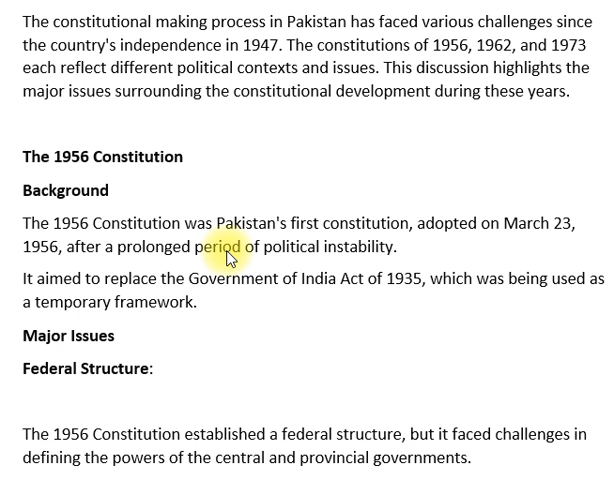 The constitutional making process in Pakistan has faced various challenges since
the country's independence in 1947. The constitutions of 1956, 1962, and 1973
each reflect different political contexts and issues. This discussion highlights the
major issues surrounding the constitutional development during these years.
The 1956 Constitution
Background
The 1956 Constitution was Pakistan's first constitution, adopted on March 23,
1956, after a prolonged period of political instability.
It aimed to replace the Government of India Act of 1935, which was being used as
a temporary framework.
Major Issues
Federal Structure:
The 1956 Constitution established a federal structure, but it faced challenges in
defining the powers of the central and provincial governments.